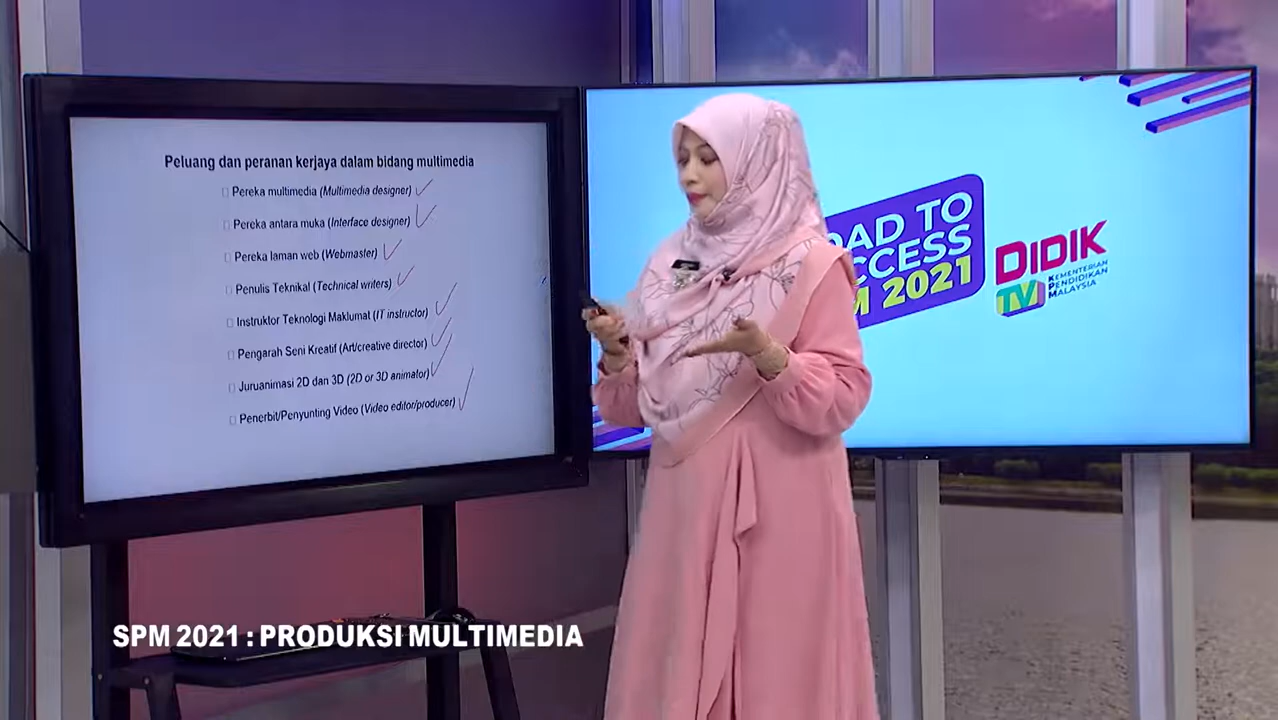 Peluang dan peranan kerjaya dalam bidang multimedia
Pereka multimedia (Multimedia designer)
Pereka antara muka (Interface designer)
Pereka laman web (Webmaster)
Penulis Teknikal (Technical writers)
Instruktor Teknologi Maklumat (IT instructor)
Pengarah Seni Kreatif (Art/creative director)
Juruanimasi 2D dan 3D (2D or 3D animator)
Penerbit/Penyunting Video (Video editor/producer)
OAD TO
CCESS
M 2021
DIDIK
TV
KEMENTERIAN
PENDIDIKAN
MALAYSIA
SPM 2021 : PRODUKSI MULTIMEDIA